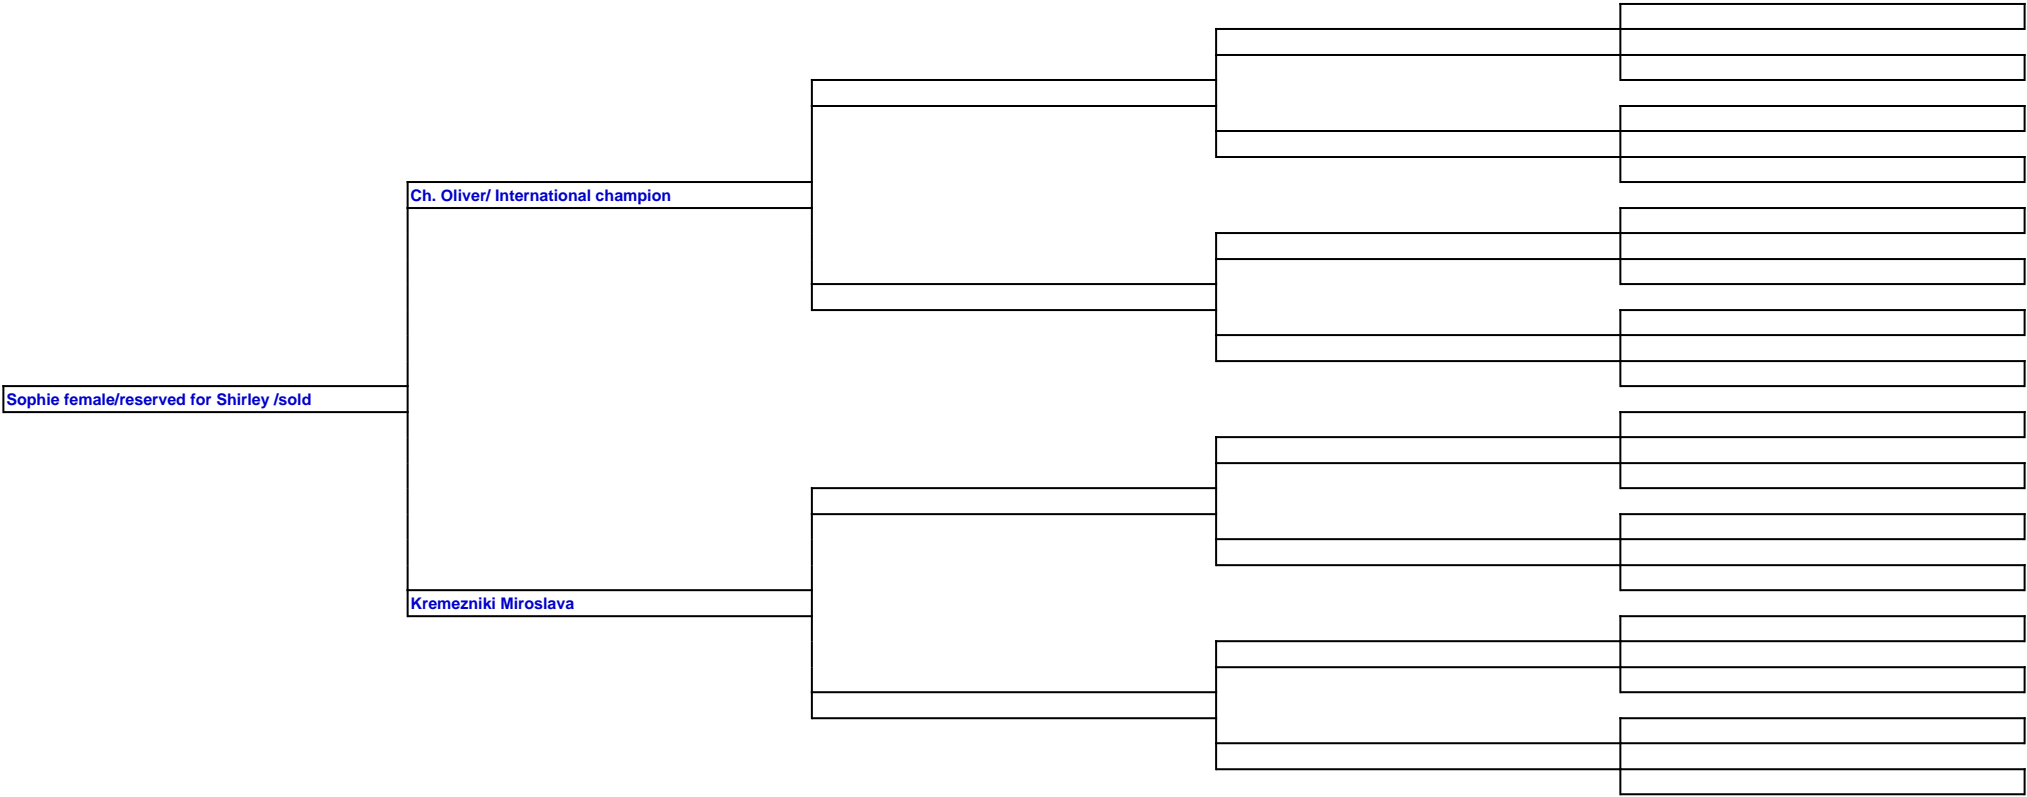 Ch. Oliver/ International champion
Sophie female/reserved for Shirley /sold
Kremezniki Miroslava